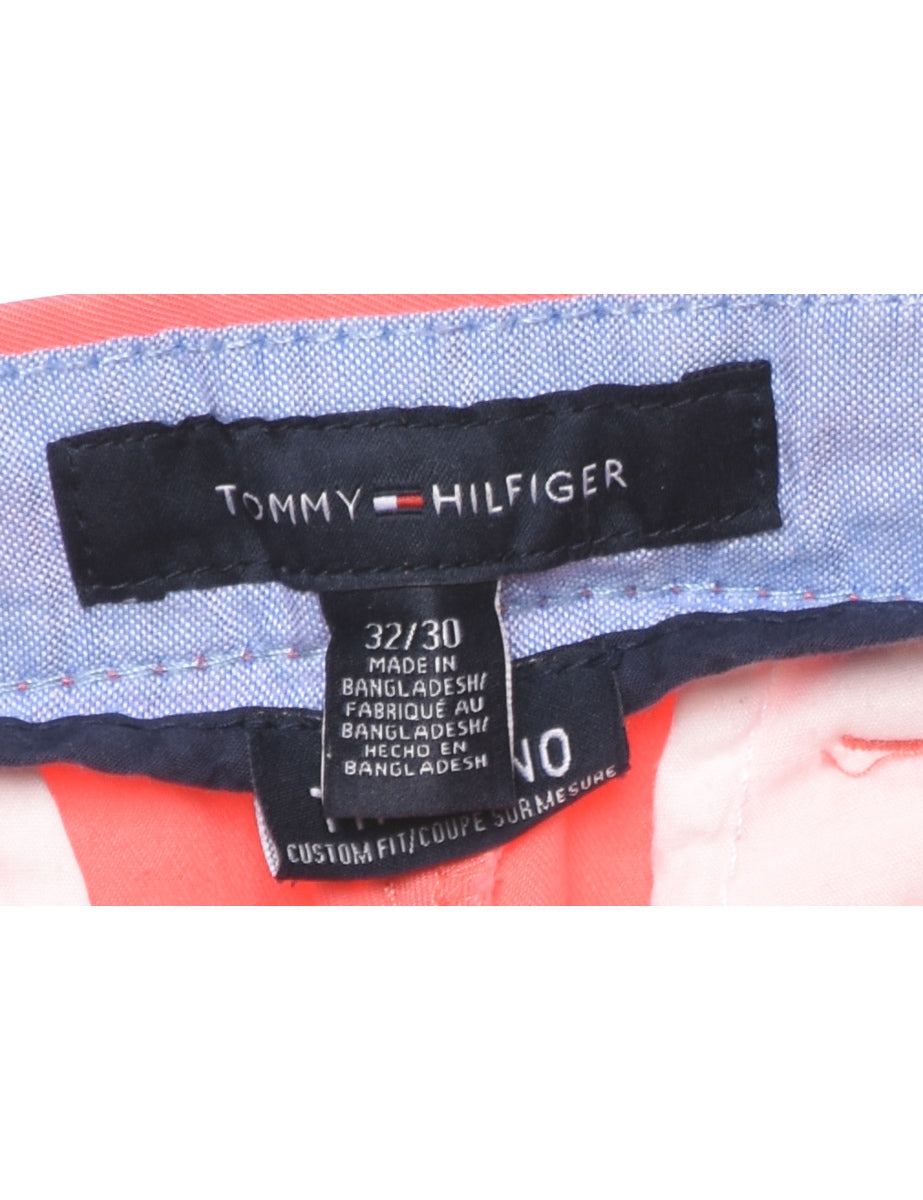 TOMMY HILFIGER
32/30
MADE IN
BANGLADESH/
FABRIQUÉ AU
BANGLADESH/
HECHO EN
BANGLADESH
CUSTOM FIT/COUPE SUR MESURE